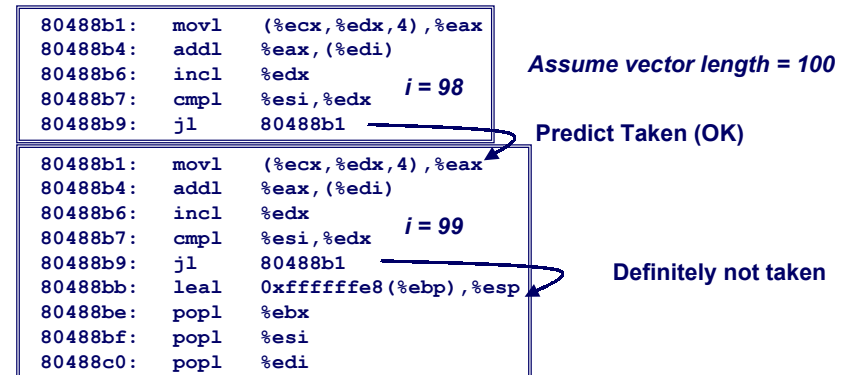 80488b1: movl (%ecx,%edx,4),%eax
80488b4: addl %eax,(%edi)
80488b6: incl %edx
80488b7: cmpl %esi,%edx
80488b9: jl 80488b1
i = 98
Assume vector length = 100
Predict Taken (OK)
80488b1: movl (%ecx,%edx,4),%eax
80488b4: addl %eax,(%edi)
80488b6: incl %edx
80488b7: cmpl %esi,%edx
80488b9: jl 80488b1
i = 99
Definitely not taken
80488bb: leal 0xffffffe8(%ebp),%esp
80488be: popl %ebx
80488bf: popl %esi
80488c0: popl %edi